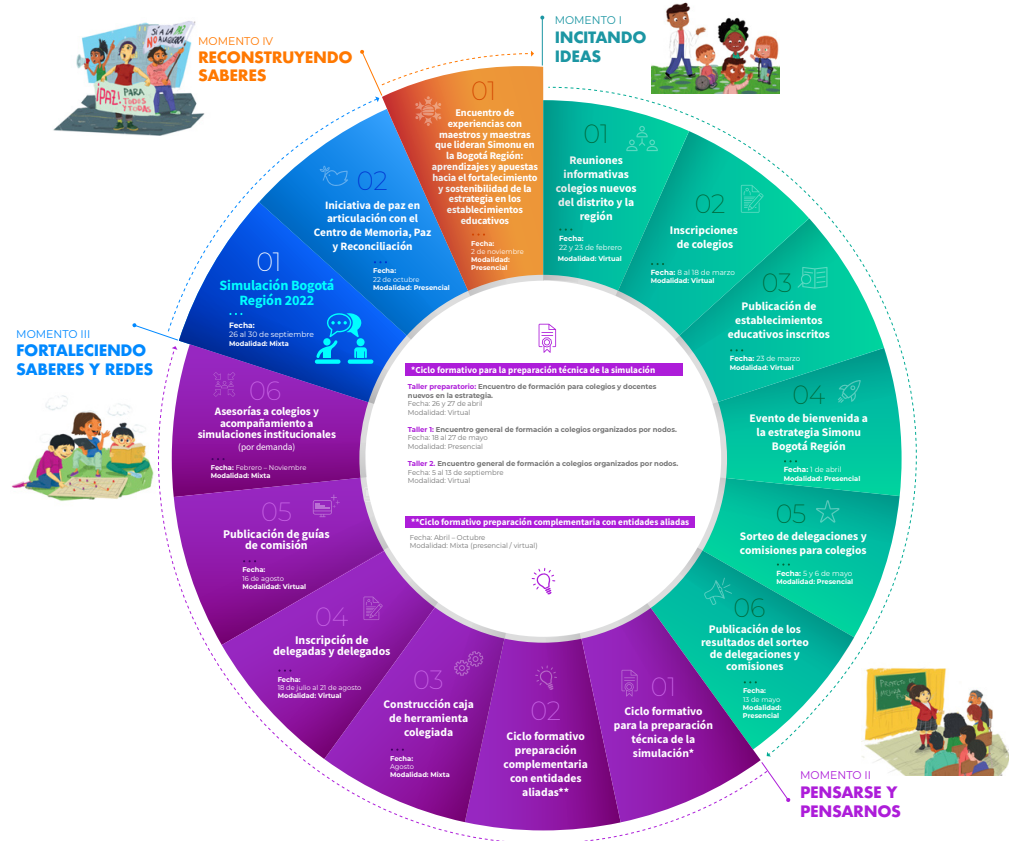 MOMENTO I
INCITANDO
IDEAS
01
Reuniones
informativas
colegios nuevos
del distrito y la
región
Fecha:
22 y 23 de febrero
Modalidad: Virtual
02
Inscripciones
de colegios
Fecha: 8 al 18 de marzo
Modalidad: Virtual
03
Publicación de
establecimientos
educativos inscritos
Fecha: 23 de marzo
Modalidad: Virtual
04
Evento de bienvenida a
la estrategia Simonu
Bogotá Región
Fecha: 1 de abril
Modalidad: Presencial
05
Sorteo de delegaciones y
comisiones para colegios
Fecha: 5 y 6 de mayo
Modalidad: Presencial
06
Publicación de los
resultados del sorteo
de delegaciones y
comisiones
Fecha:
13 de mayo
Modalidad:
Presencial
MOMENTO II
PENSARSE Y
PENSARNOS
01
Ciclo formativo
para la preparación
técnica de la
simulación*
02
Ciclo formativo
preparación
complementaria
con entidades
aliadas**
03
Construcción caja
de herramienta
colegiada
Fecha:
Agosto
Modalidad: Mixta
04
Inscripción de
delegadas y delegados
Fecha:
18 de julio al 21 de agosto
Modalidad: Virtual
05
Publicación de guías
de comisión
Fecha:
16 de agosto
Modalidad: Virtual
06
Asesorías a colegios y
acompañamiento a
simulaciones institucionales
(por demanda)
Fecha: Febrero – Noviembre
Modalidad: Mixta
MOMENTO III
FORTALECIENDO
SABERES Y REDES
01
Simulación Bogotá
Región 2022
Fecha:
26 al 30 de septiembre
Modalidad: Mixta
02
Iniciativa de paz en
articulación con el
Centro de Memoria, Paz
y Reconciliación
Fecha:
22 de octubre
Modalidad: Presencial
MOMENTO IV
RECONSTRUYENDO
SABERES
SÍ A LA PAZ
NO A LA GUERRA
¡PAZ! PARA
TODOS
Y TODAS
01
Encuentro de
experiencias con
maestros y maestras
que lideran Simonu en
la Bogotá Región:
aprendizajes y apuestas
hacia el fortalecimiento
y sostenibilidad de la
estrategia en los
establecimientos
educativos
Fecha:
2 de noviembre
Modalidad:
Presencial
*Ciclo formativo para la preparación técnica de la simulación
Taller preparatorio: Encuentro de formación para colegios y docentes
nuevos en la estrategia.
Fecha: 26 y 27 de abril
Modalidad: Virtual
Taller 1: Encuentro general de formación a colegios organizados por nodos.
Fecha: 18 al 27 de mayo
Modalidad: Presencial
Taller 2. Encuentro general de formación a colegios organizados por nodos.
Fecha: 5 al 13 de septiembre
Modalidad: Virtual
**Ciclo formativo preparación complementaria con entidades aliadas
Fecha: Abril – Octubre
Modalidad: Mixta (presencial / virtual)